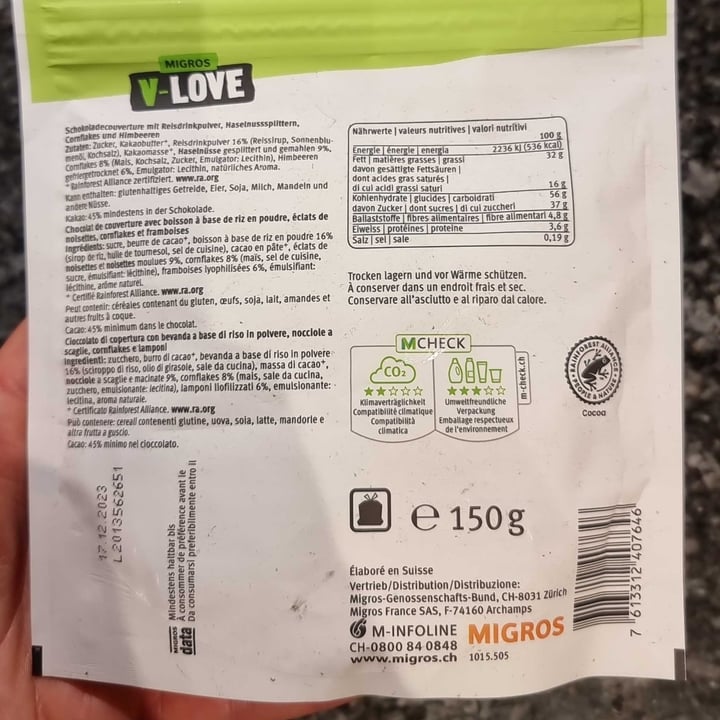 MIGROS
V-LOVE
Schokoladecouverture mit Reisdrinkpulver, Haselnusssplittern,
Cornflakes und Himbeeren
Zutaten: Zucker, Kakaobutter*, Reisdrinkpulver 16% (Reissirup, Sonnenblu-
menöl, Kochsalz), Kakaomasse*, Haselnüsse gesplittert und gemahlen 9%,
Cornflakes 8% (Mais, Kochsalz, Zucker, Emulgator: Lecithin), Himbeeren
gefriergetrocknet 6%, Emulgator: Lecithin, natürliches Aroma.
* Rainforest Alliance zertifiziert. www.ra.org
Kann enthalten: glutenhaltiges Getreide, Eier, Soja, Milch, Mandeln und
andere Nüsse.
Kakao: 45% mindestens in der Schokolade.
Chocolat de couverture avec boisson à base de riz en poudre, éclats de
noisettes, cornflakes et framboises
Ingrédients: sucre, beurre de cacao*, boisson à base de riz en poudre 16%
(sirop de riz, huile de tournesol, sel de cuisine), cacao en pâte*, éclats de
noisettes et noisettes moulues 9%, cornflakes 8% (maïs, sel de cuisine,
sucre, émulsifiant: lécithine), framboises lyophilisées 6%, émulsifiant:
lécithine, arôme naturel.
* Certifié Rainforest Alliance. www.ra.org
Peut contenir: céréales contenant du gluten, œufs, soja, lait, amandes et
autres fruits à coque.
Cacao: 45% minimum dans le chocolat.
Cioccolato di copertura con bevanda a base di riso in polvere, nocciole a
scaglie, cornflakes e lamponi
Ingredienti: zucchero, burro di cacao*, bevanda a base di riso in polvere
16% (sciroppo di riso, olio di girasole, sale da cucina), massa di cacao*,
nocciole a scaglie e macinate 9%, cornflakes 8% (mais, sale da cucina,
zucchero, emulsionante: lecitina), lamponi liofilizzati 6%, emulsionante:
lecitina, aroma naturale.
* Certificato Rainforest Alliance. www.ra.org
Può contenere: cereali contenenti glutine, uova, soia, latte, mandorle e
altra frutta a guscio.
Cacao: 45% minimo nel cioccolato.
17.12.2023
L2013562651
MIGROS
data
Mindestens haltbar bis
À consommer de préférence avant le
Da consumarsi preferibilmente entro il
Nährwerte | valeurs nutritives | valori nutritivi
100 g
Energie | énergie | energia 2236 kJ (536 kcal)
Fett | matières grasses | grassi 32 g
davon gesättigte Fettsäuren |
dont acides gras saturés |
di cui acidi grassi saturi 16 g
Kohlenhydrate | glucides | carboidrati 56 g
davon Zucker | dont sucres | di cui zuccheri 37 g
Ballaststoffe | fibres alimentaires | fibre alimentari 4,8 g
Eiweiss | protéines | proteine 3,6 g
Salz | sel | sale 0,19 g
Trocken lagern und vor Wärme schützen.
À conserver dans un endroit frais et sec.
Conservare all'asciutto e al riparo dal calore.
MCHECK
CO₂
Klimaverträglichkeit
Compatibilité climatique
Compatibilità
climatica
Umweltfreundliche
Verpackung
Emballage respectueux
de l'environnement
m-check.ch
RAINFOREST ALLIANCE
PEOPLE & NATURE
Cocoa
e 150g
Élaboré en Suisse
Vertrieb/Distribution/Distribuzione:
Migros-Genossenschafts-Bund, CH-8031 Zürich
Migros France SAS, F-74160 Archamps
M-INFOLINE MIGROS
CH-0800 84 0848
www.migros.ch 1015.505
7 613312 407646